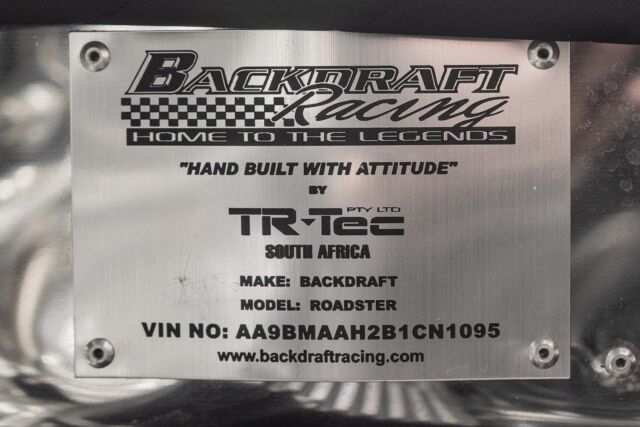 BACKDRAFT
Racing
HOME TO THE LEGENDS
"HAND BUILT WITH ATTITUDE"
BY
TR-Tec PTY LTD
SOUTH AFRICA
MAKE: BACKDRAFT
MODEL: ROADSTER
VIN NO: AA9BMAAH2B1CN1095
www.backdraftracing.com